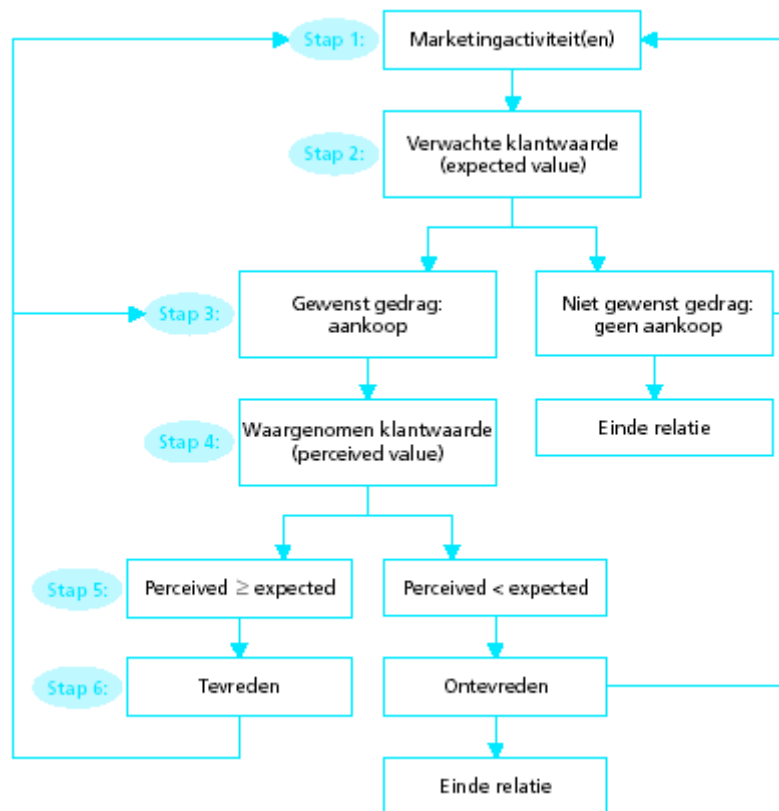 Stap 1:
Marketingactiviteit(en)
Stap 2:
Verwachte klantwaarde
(expected value)
Stap 3:
Gewenst gedrag:
aankoop
Niet gewenst gedrag:
geen aankoop
Stap 4:
Waargenomen klantwaarde
(perceived value)
Einde relatie
Stap 5:
Perceived ≥ expected
Perceived < expected
Stap 6:
Tevreden
Ontevreden
Einde relatie